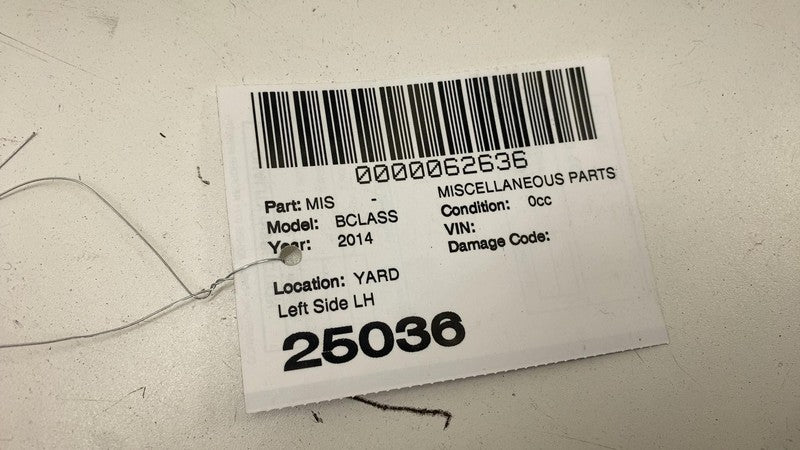 0000062636
Part: MIS - MISCELLANEOUS PARTS
Model: BCLASS Condition: 0cc
Year: 2014 VIN:
Damage Code:
Location: YARD
Left Side LH
25036